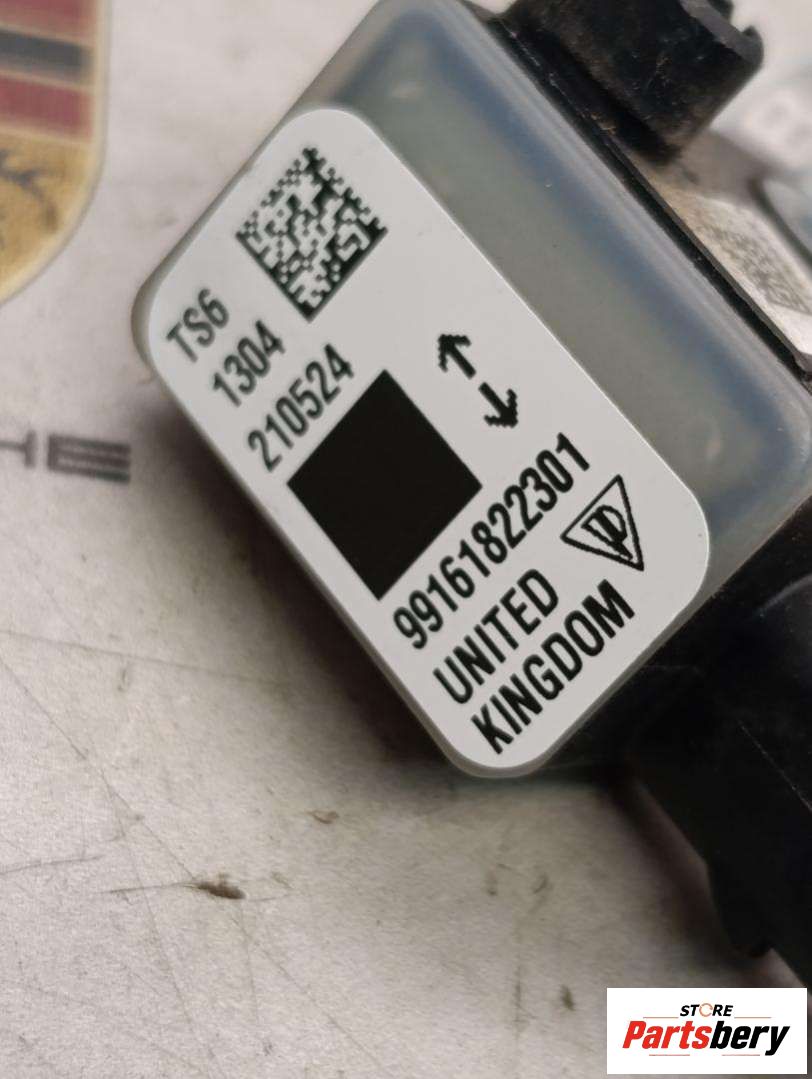 TS6
1304
210524
99161822301
UNITED
KINGDOM
STORE
Partsbery